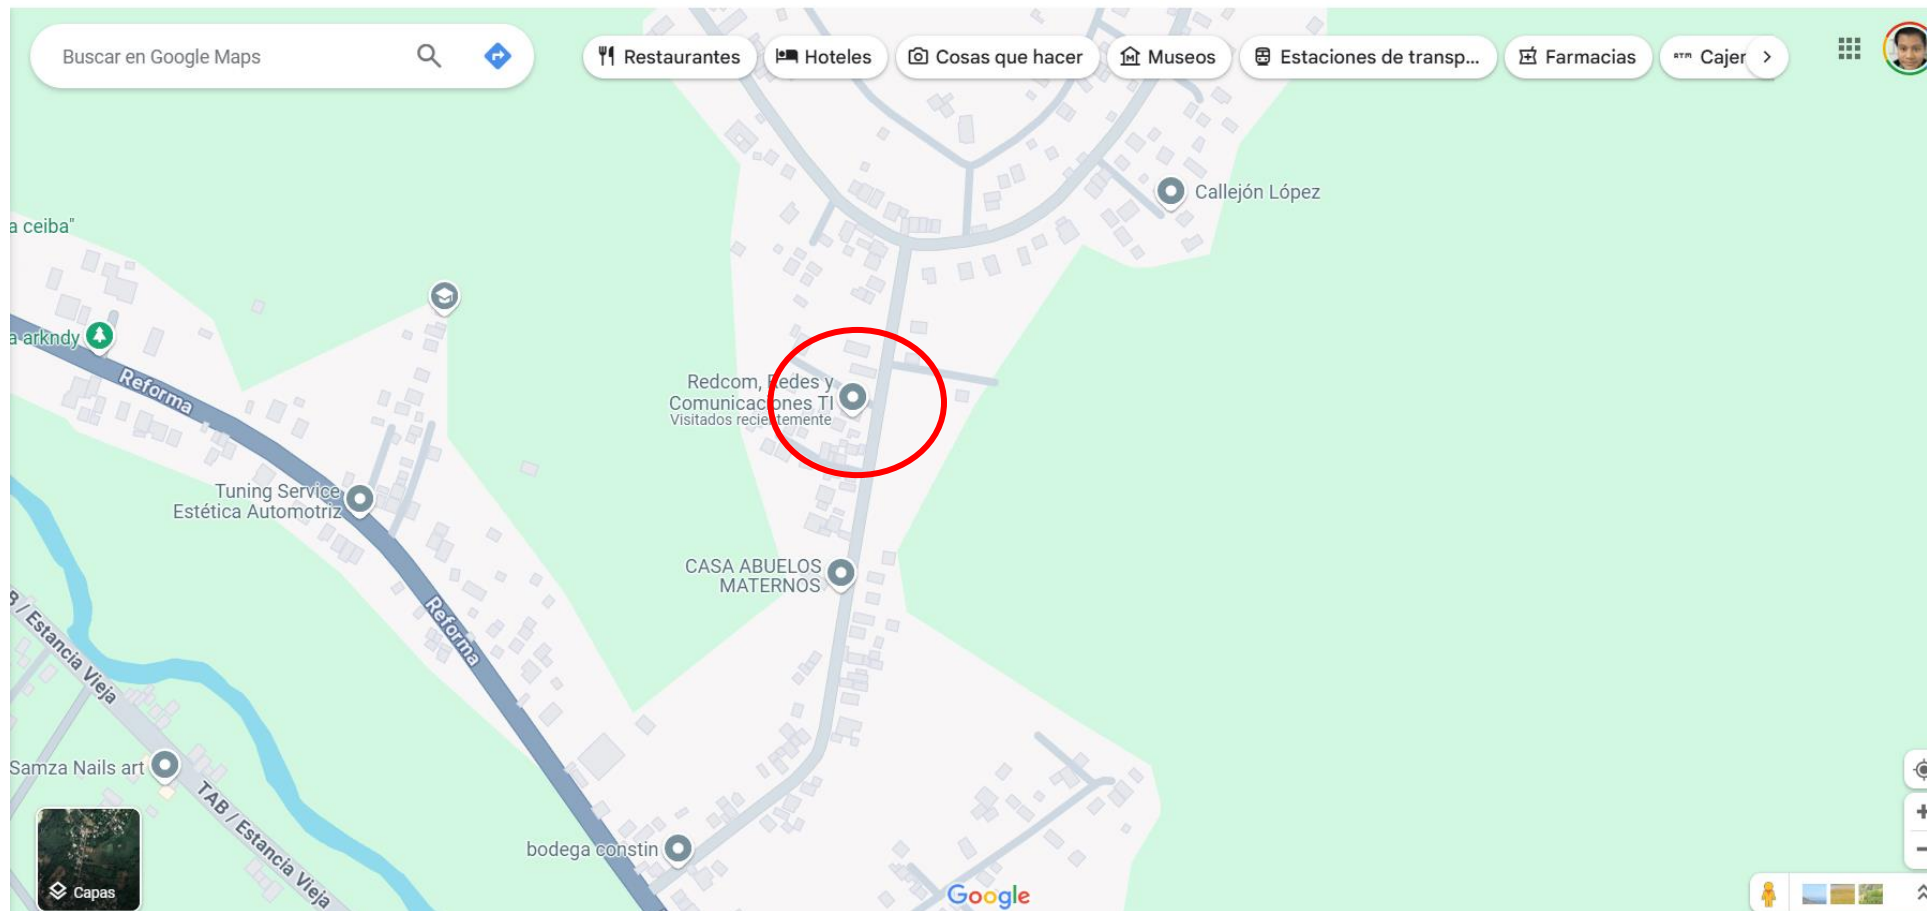 Buscar en Google Maps
Restaurantes
Hoteles
Cosas que hacer
Museos
Estaciones de transp...
Farmacias
ATM Cajer
Callejón López
a ceiba"
a arkndy
Reforma
Redcom, Redes y
Comunicaciones TI
Visitados recientemente
Tuning Service
Estética Automotriz
CASA ABUELOS
MATERNOS
Reforma
B / Estancia Vieja
Samza Nails art
TAB / Estancia Vieja
bodega constin
Capas
Google